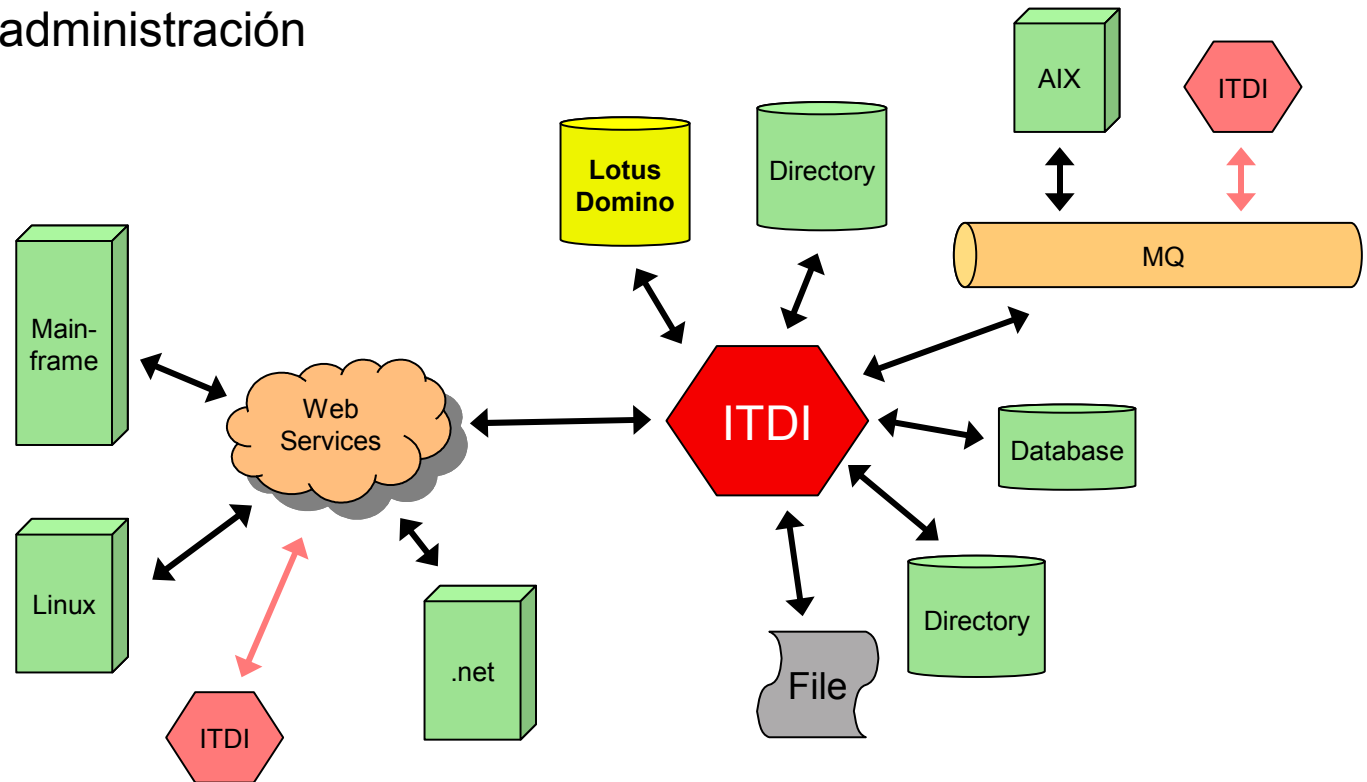 administración
AIX
ITDI
Lotus
Domino
Directory
MQ
Main-
frame
Web
Services
ITDI
Database
Linux
.net
File
Directory
ITDI